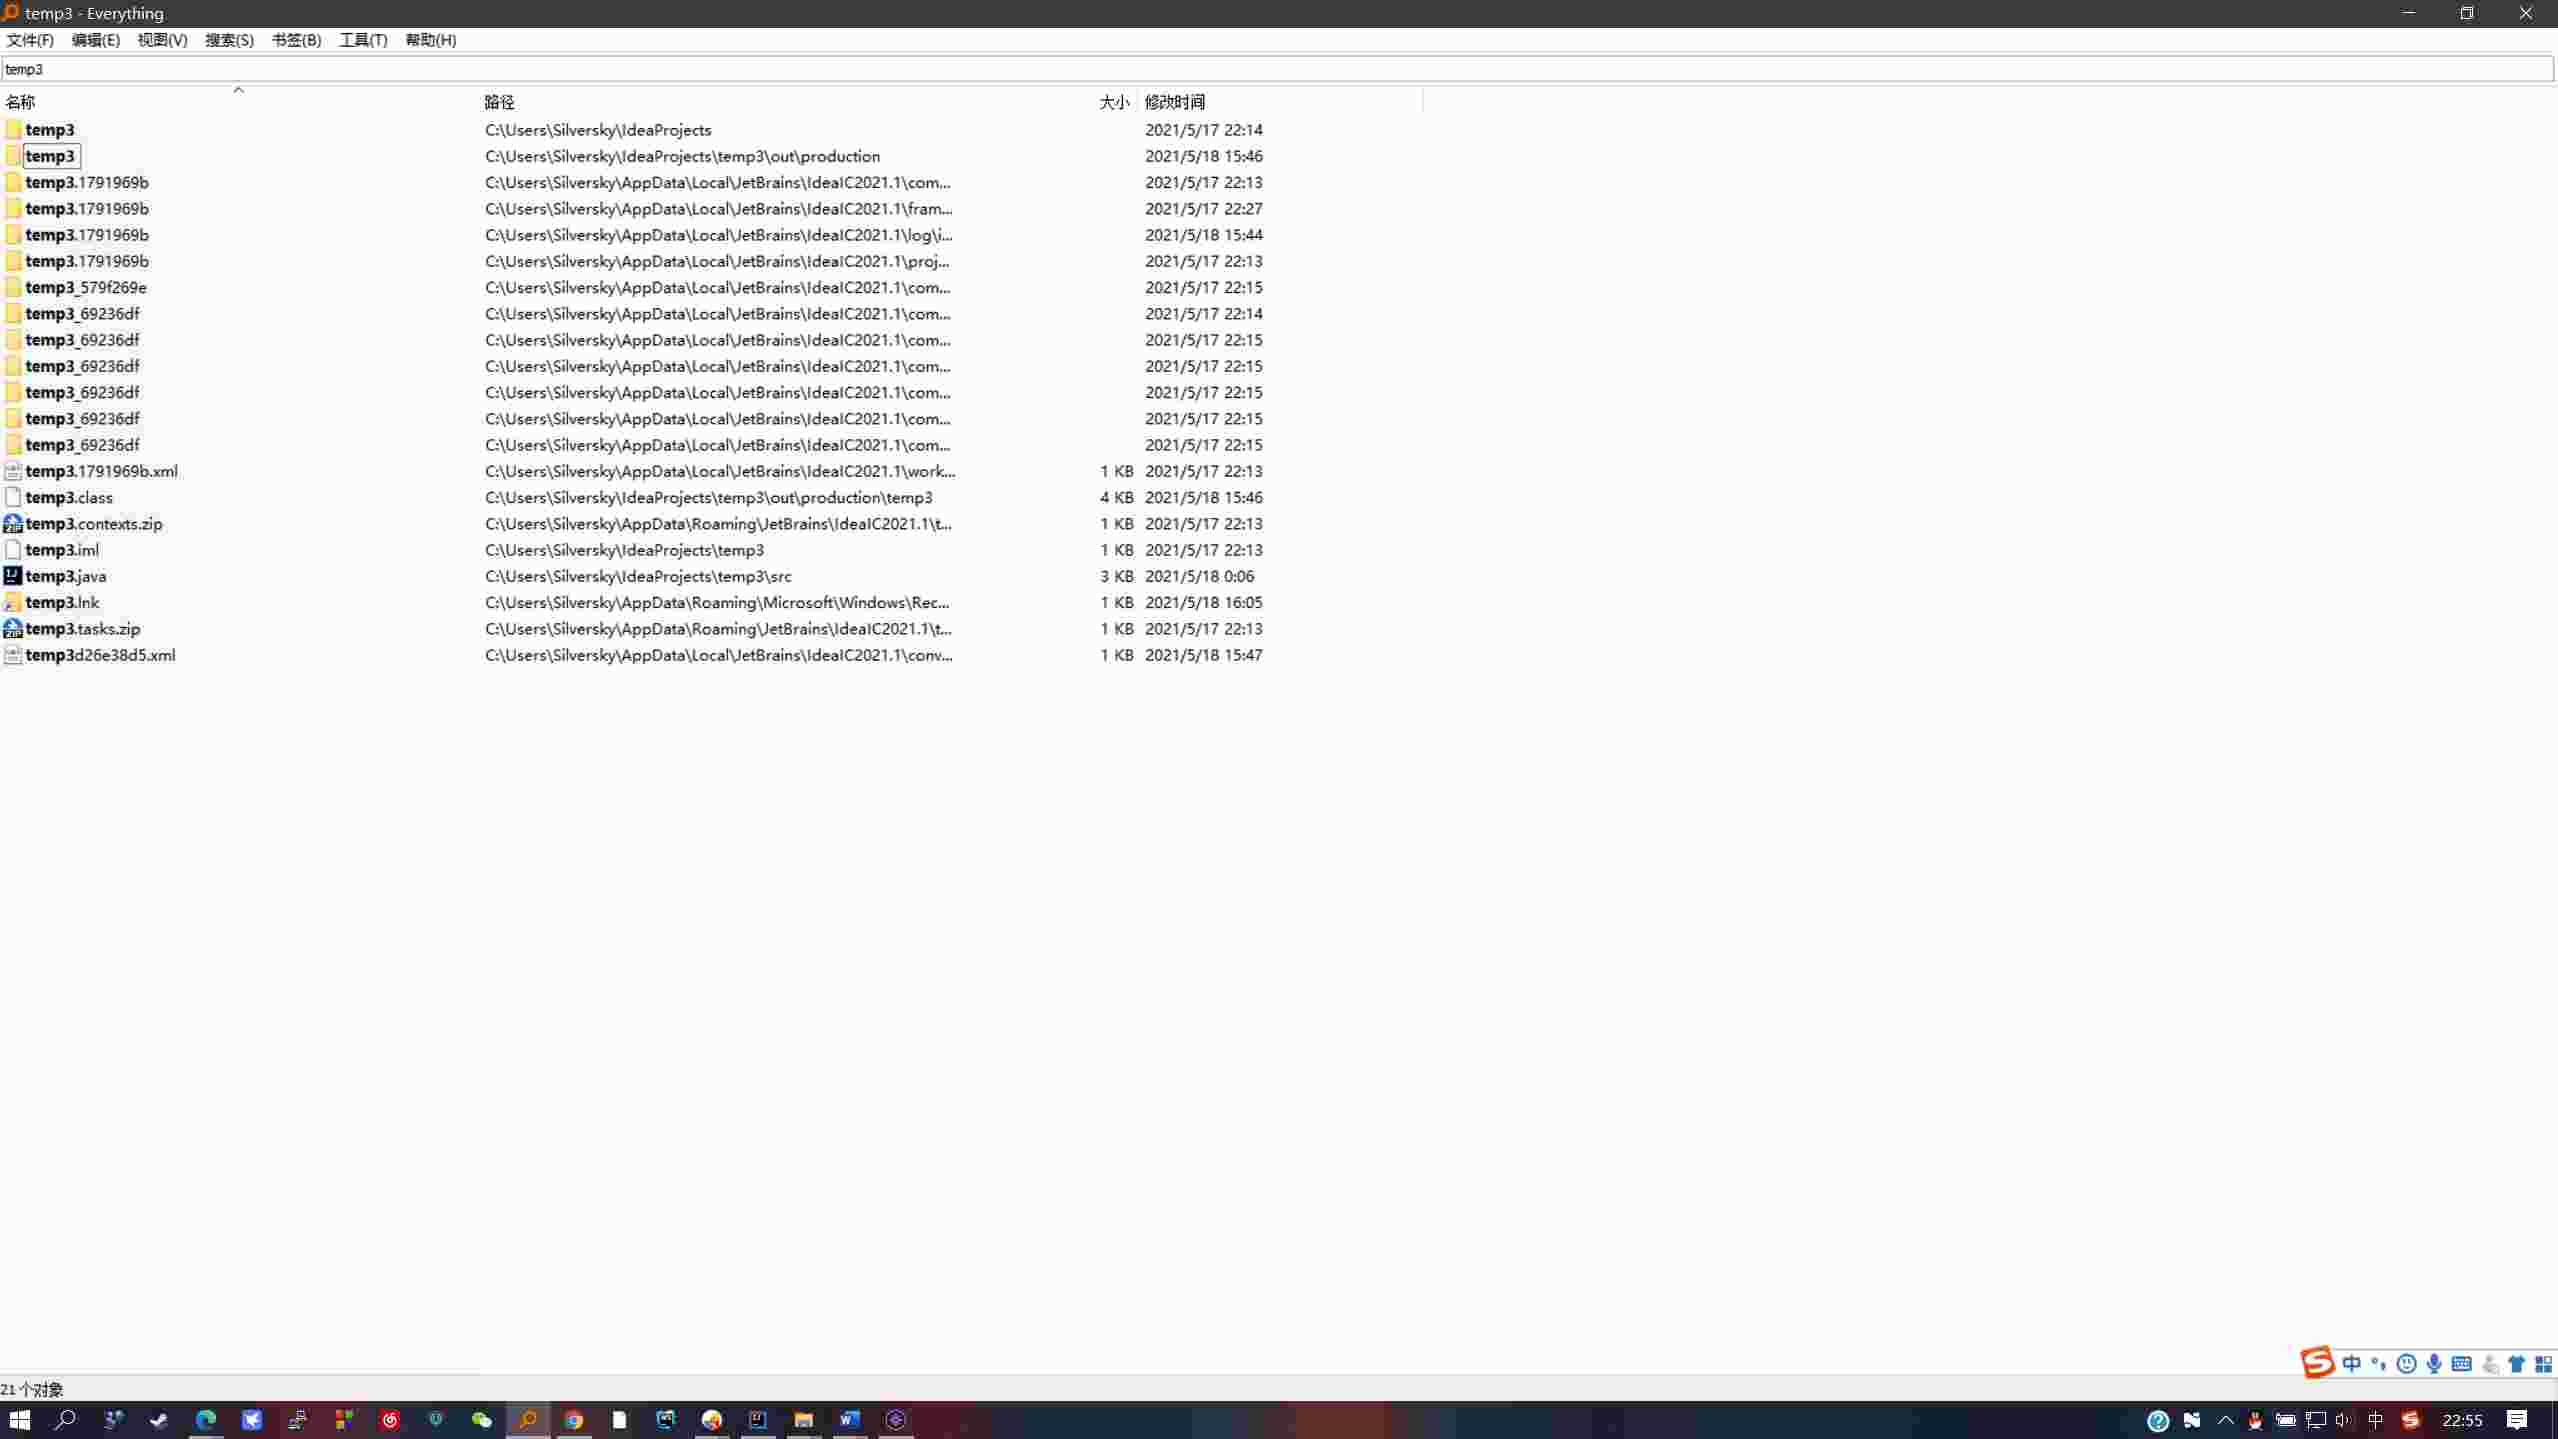 temp3 - Everything
文件(F) 编辑(E) 视图(V) 搜索(S) 书签(B) 工具(T) 帮助(H)
temp3
名称 路径 大小 修改时间
temp3 C:\Users\Silversky\IdeaProjects 2021/5/17 22:14
temp3 C:\Users\Silversky\IdeaProjects\temp3\out\production 2021/5/18 15:46
temp3.1791969b C:\Users\Silversky\AppData\Local\JetBrains\IdeaIC2021.1\com... 2021/5/17 22:13
temp3.1791969b C:\Users\Silversky\AppData\Local\JetBrains\IdeaIC2021.1\fram... 2021/5/17 22:27
temp3.1791969b C:\Users\Silversky\AppData\Local\JetBrains\IdeaIC2021.1\log\i... 2021/5/18 15:44
temp3.1791969b C:\Users\Silversky\AppData\Local\JetBrains\IdeaIC2021.1\proj... 2021/5/17 22:13
temp3_579f269e C:\Users\Silversky\AppData\Local\JetBrains\IdeaIC2021.1\com... 2021/5/17 22:15
temp3_69236df C:\Users\Silversky\AppData\Local\JetBrains\IdeaIC2021.1\com... 2021/5/17 22:14
temp3_69236df C:\Users\Silversky\AppData\Local\JetBrains\IdeaIC2021.1\com... 2021/5/17 22:15
temp3_69236df C:\Users\Silversky\AppData\Local\JetBrains\IdeaIC2021.1\com... 2021/5/17 22:15
temp3_69236df C:\Users\Silversky\AppData\Local\JetBrains\IdeaIC2021.1\com... 2021/5/17 22:15
temp3_69236df C:\Users\Silversky\AppData\Local\JetBrains\IdeaIC2021.1\com... 2021/5/17 22:15
temp3_69236df C:\Users\Silversky\AppData\Local\JetBrains\IdeaIC2021.1\com... 2021/5/17 22:15
temp3.1791969b.xml C:\Users\Silversky\AppData\Local\JetBrains\IdeaIC2021.1\work... 1 KB 2021/5/17 22:13
temp3.class C:\Users\Silversky\IdeaProjects\temp3\out\production\temp3 4 KB 2021/5/18 15:46
temp3.contexts.zip C:\Users\Silversky\AppData\Roaming\JetBrains\IdeaIC2021.1\t... 1 KB 2021/5/17 22:13
temp3.iml C:\Users\Silversky\IdeaProjects\temp3 1 KB 2021/5/17 22:13
temp3.java C:\Users\Silversky\IdeaProjects\temp3\src 3 KB 2021/5/18 0:06
temp3.lnk C:\Users\Silversky\AppData\Roaming\Microsoft\Windows\Rec... 1 KB 2021/5/18 16:05
temp3.tasks.zip C:\Users\Silversky\AppData\Roaming\JetBrains\IdeaIC2021.1\t... 1 KB 2021/5/17 22:13
temp3d26e38d5.xml C:\Users\Silversky\AppData\Local\JetBrains\IdeaIC2021.1\conv... 1 KB 2021/5/18 15:47
中
21 个对象
中 22:55